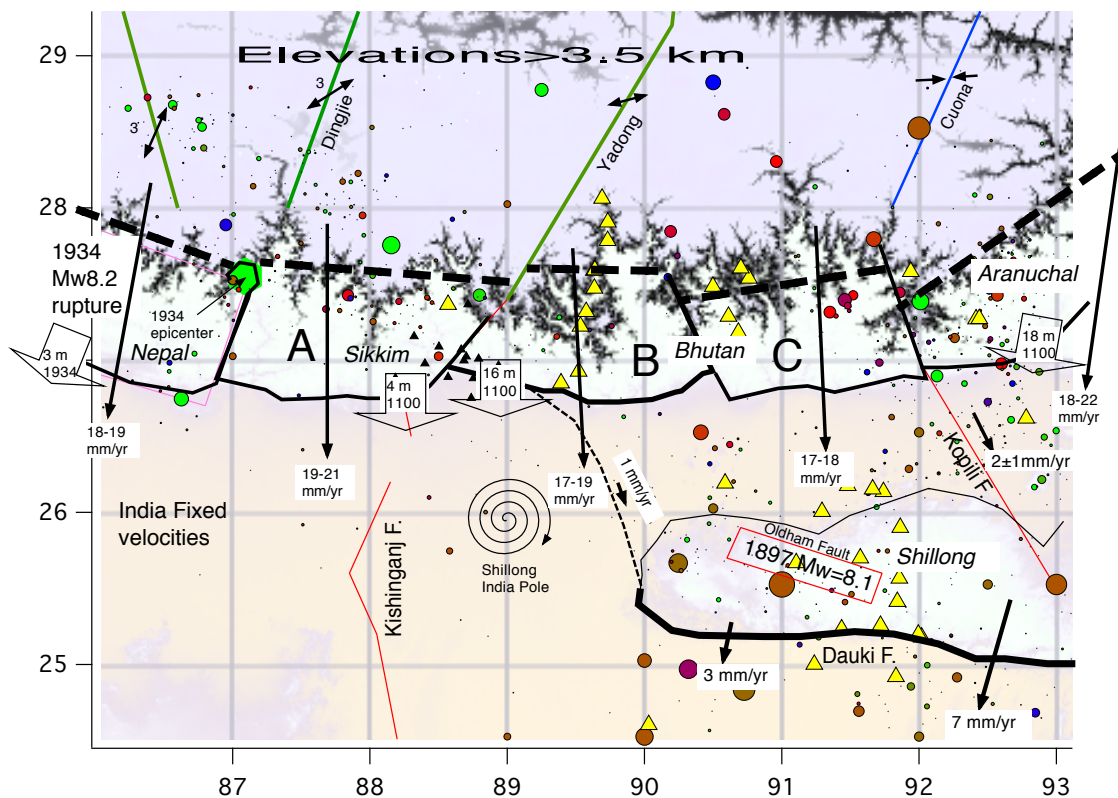 Elevations>3.5 km
29
28
26
25
87
88
89
90
91
92
93
3
3
Dingjie
Yadong
Cuona
1934
Mw8.2
rupture
1934
epicenter
Nepal
3 m
1934
A
Sikkim
4 m
1100
16 m
1100
B
Bhutan
C
Aranuchal
18 m
1100
18-19
mm/yr
19-21
mm/yr
17-19
mm/yr
17-18
mm/yr
18-22
mm/yr
2±1mm/yr
1 mm/yr
Kopili F.
India Fixed
velocities
Kishinganj F.
Shillong
India Pole
Oldham Fault
1897 Mw=8.1
Shillong
Dauki F.
3 mm/yr
7 mm/yr